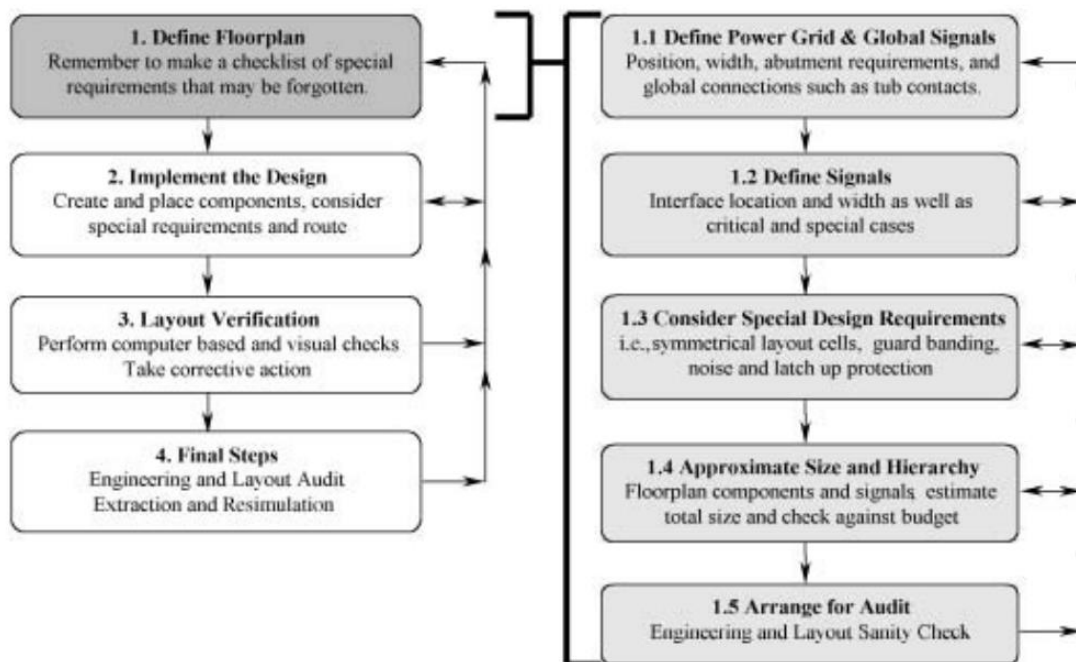 1. Define Floorplan
Remember to make a checklist of special
requirements that may be forgotten.
2. Implement the Design
Create and place components, consider
special requirements and route
3. Layout Verification
Perform computer based and visual checks
Take corrective action
4. Final Steps
Engineering and Layout Audit
Extraction and Resimulation
1.1 Define Power Grid & Global Signals
Position, width, abutment requirements, and
global connections such as tub contacts.
1.2 Define Signals
Interface location and width as well as
critical and special cases
1.3 Consider Special Design Requirements
i.e.,symmetrical layout cells, guard banding,
noise and latch up protection
1.4 Approximate Size and Hierarchy
Floorplan components and signals estimate
total size and check against budget
1.5 Arrange for Audit
Engineering and Layout Sanity Check